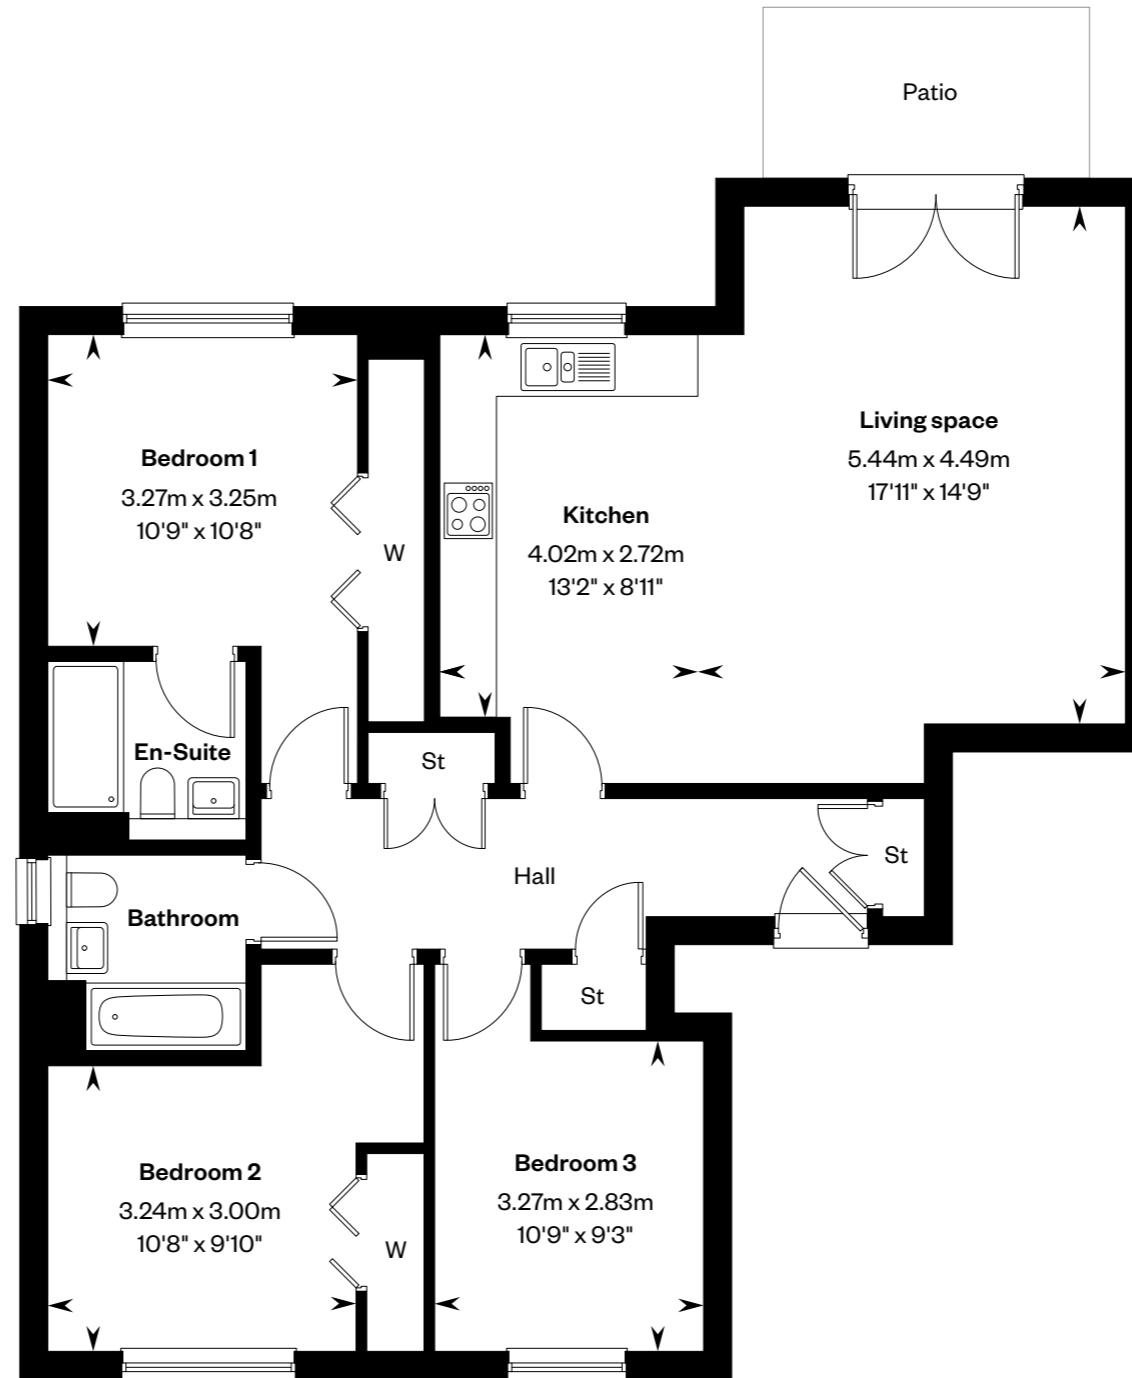 Patio
Living space
5.44m x 4.49m
17'11" x 14'9"
Bedroom 1
3.27m x 3.25m
10'9" x 10'8"
W
Kitchen
4.02m x 2.72m
13'2" x 8'11"
En-Suite
St
Hall
St
Bathroom
St
Bedroom 2
3.24m x 3.00m
10'8" x 9'10"
W
Bedroom 3
3.27m x 2.83m
10'9" x 9'3"